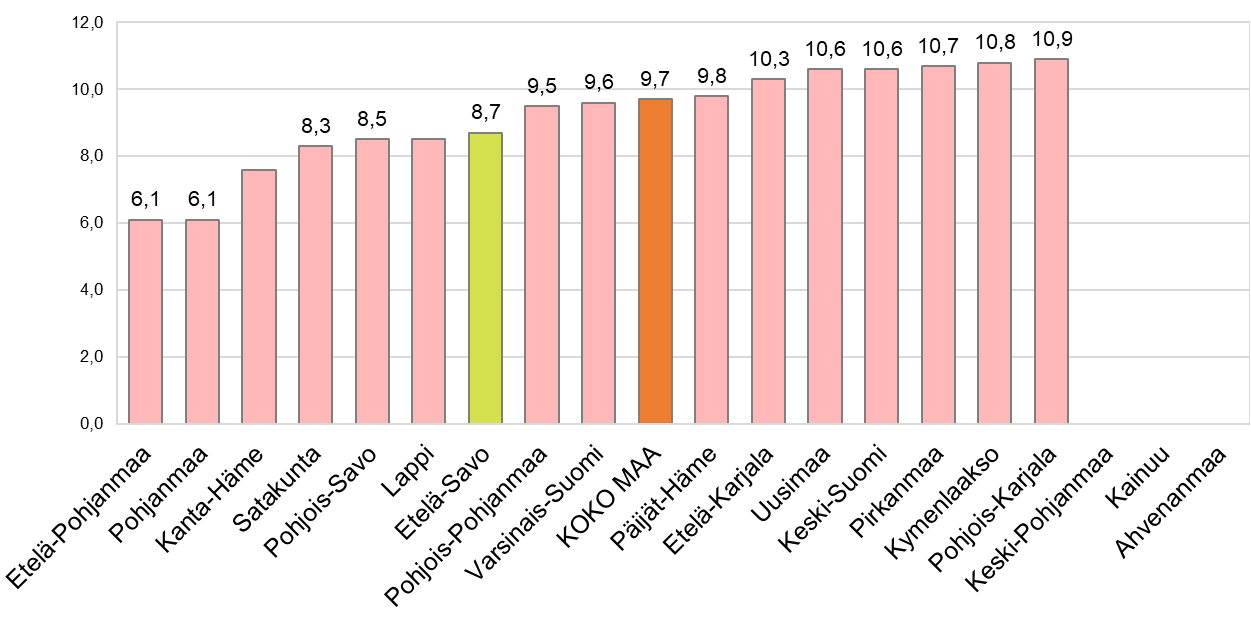 12,0
10,0
8,0
6,0
4,0
2,0
0,0
6,1
6,1
8,3
8,5
8,7
9,5
9,6
9,7
9,8
10,3
10,6
10,6
10,7
10,8
10,9
Etelä-Pohjanmaa
Pohjanmaa
Kanta-Häme
Satakunta
Pohjois-Savo
Lappi
Etelä-Savo
Pohjois-Pohjanmaa
Varsinais-Suomi
KOKO MAA
Päijät-Häme
Etelä-Karjala
Uusimaa
Keski-Suomi
Pirkanmaa
Kymenlaakso
Pohjois-Karjala
Keski-Pohjanmaa
Kainuu
Ahvenanmaa